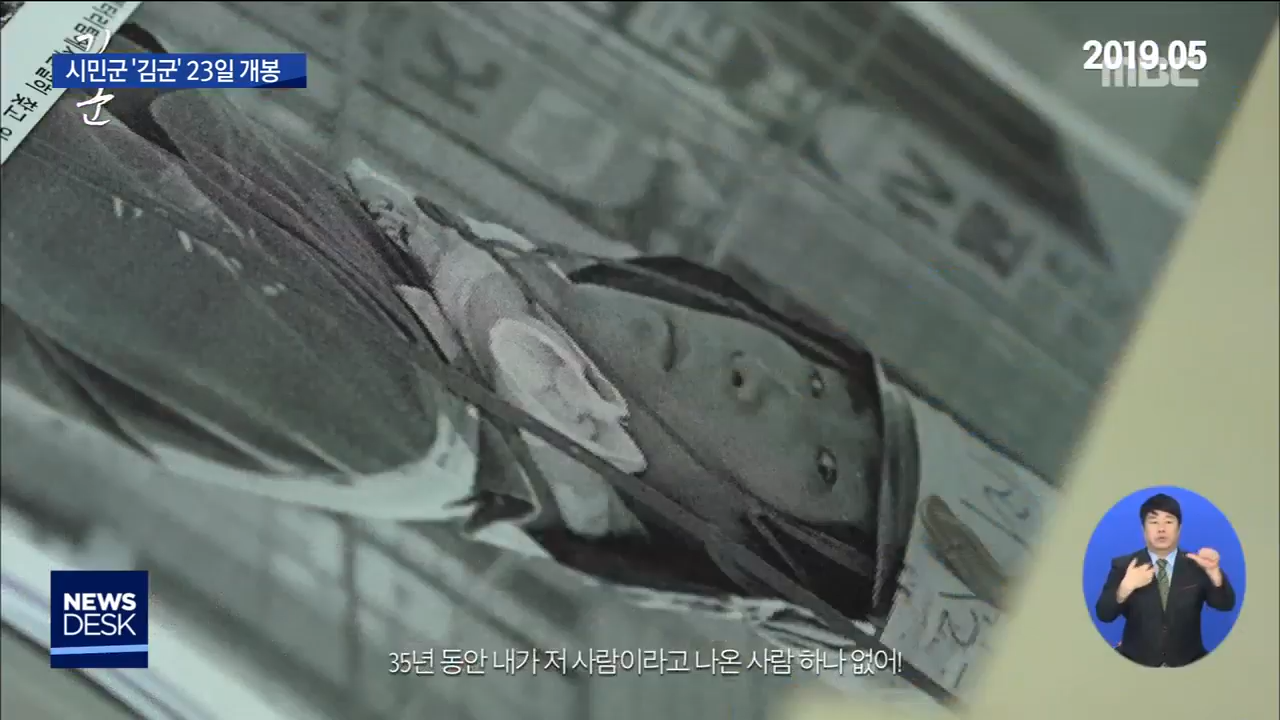 2019.05
MBC
시민군 '김군' 23일 개봉
군
NEWS
DESK
35년 동안 내가 저 사람이라고 나온 사람 하나 없어!